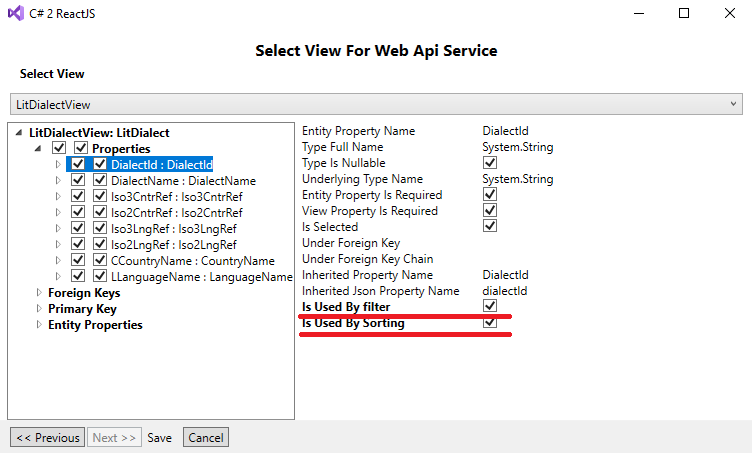 C# 2 ReactJS
Select View For Web Api Service
Select View
LitDialectView
LitDialectView: LitDialect
Properties
DialectId : DialectId
DialectName : DialectName
Iso3CntrRef : Iso3CntrRef
Iso2CntrRef : Iso2CntrRef
Iso3LngRef : Iso3LngRef
Iso2LngRef : Iso2LngRef
CCountryName : CountryName
LLanguageName : LanguageName
Foreign Keys
Primary Key
Entity Properties
Entity Property Name DialectId
Type Full Name System.String
Type Is Nullable
Underlying Type Name System.String
Entity Property Is Required
View Property Is Required
Is Selected
Under Foreign Key
Under Foreign Key Chain
Inherited Property Name DialectId
Inherited Json Property Name dialectId
Is Used By filter
Is Used By Sorting
<< Previous Next >> Save Cancel